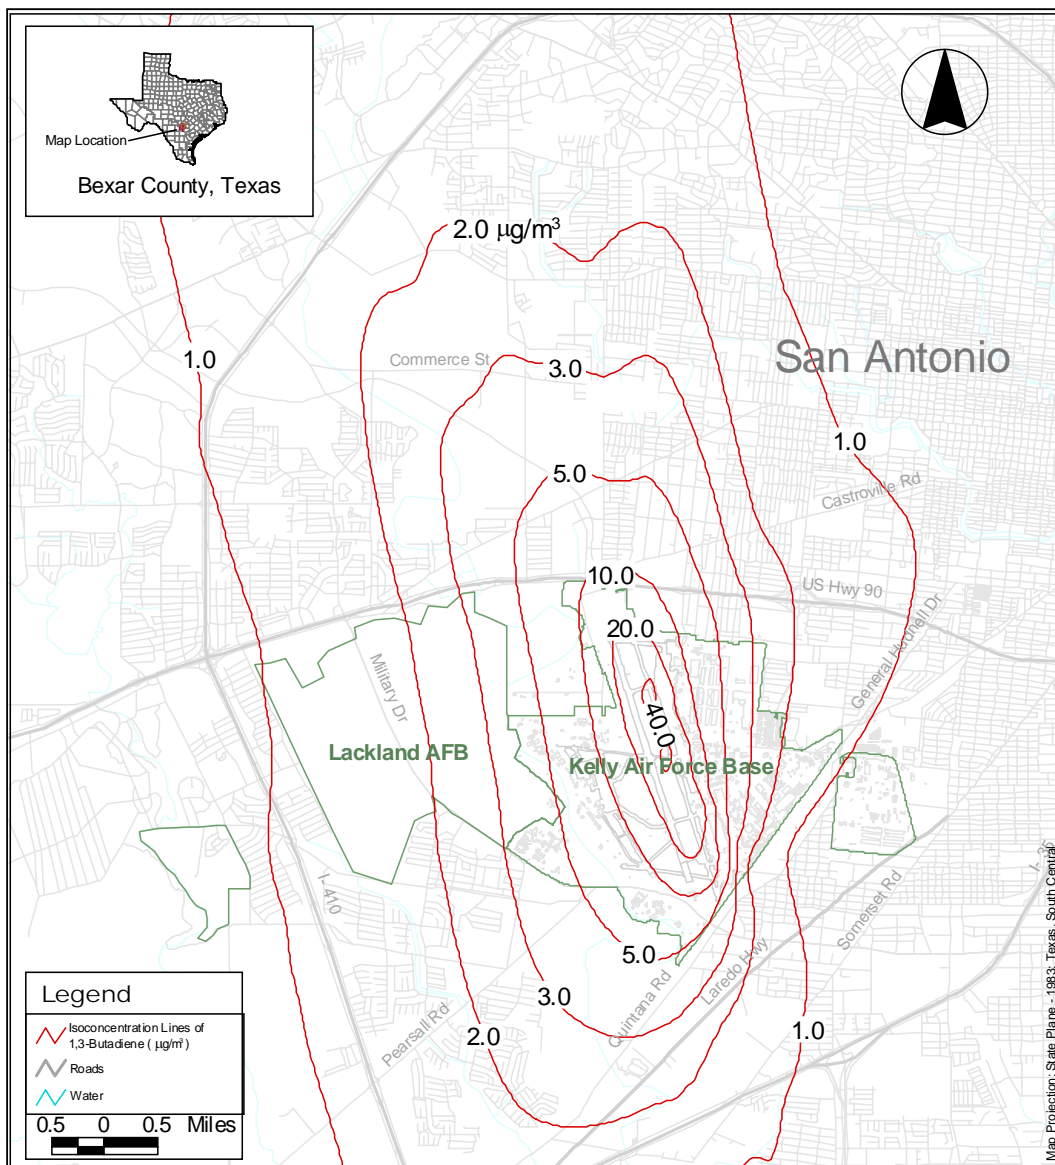 Map Location
Bexar County, Texas
2.0 µg/m³
1.0
Commerce St
3.0
San Antonio
1.0
5.0
Castroville Rd
10.0
US Hwy 90
20.0
General Hudnell Dr
Military Dr
40.0
Lackland AFB
Kelly Air Force Base
I-410
Somerset Rd
I-35
5.0
Laredo Hwy
3.0
Quintana Rd
Pearsall Rd
2.0
1.0
Legend
Isoconcentration Lines of
1,3-Butadiene ( µg/m³)
Roads
Water
0.5 0 0.5 Miles
Map Projection: State Plane - 1983: Texas, South Central